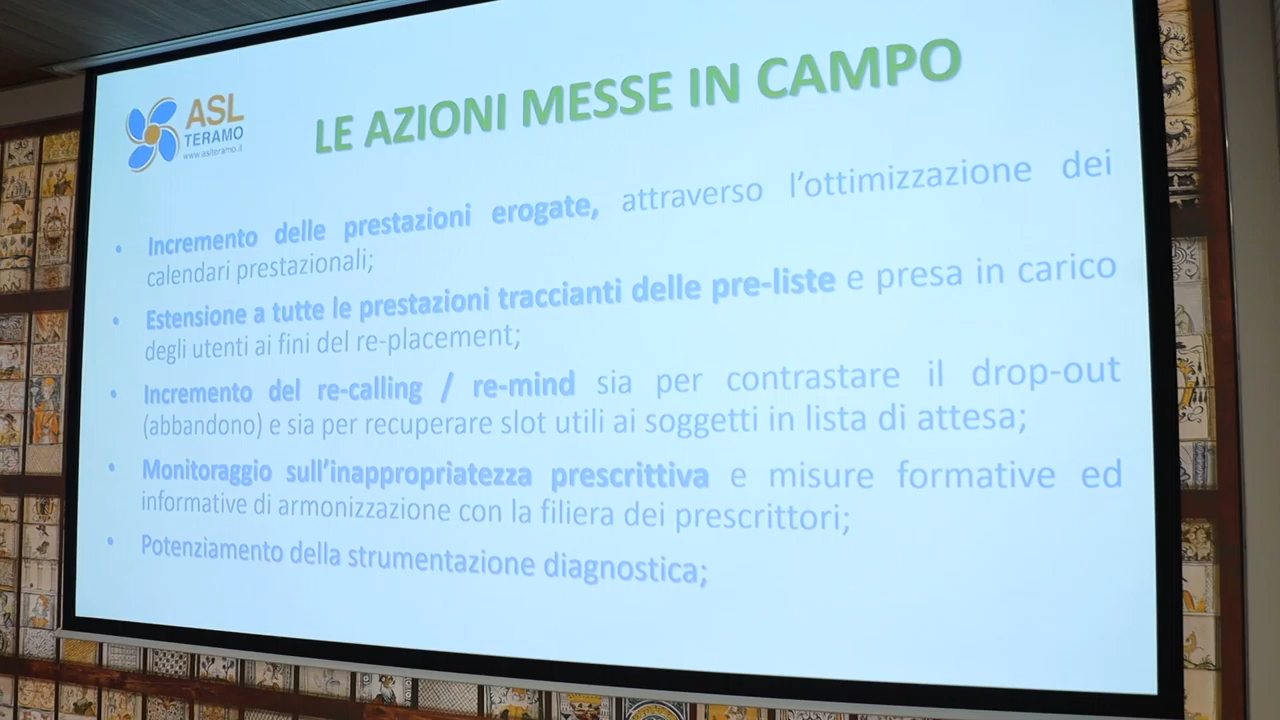 ASL
TERAMO
www.aslteramo.it
LE AZIONI MESSE IN CAMPO
• Incremento delle prestazioni erogate, attraverso l'ottimizzazione dei
calendari prestazionali;
• Estensione a tutte le prestazioni traccianti delle pre-liste e presa in carico
degli utenti ai fini del re-placement;
• Incremento del re-calling / re-mind sia per contrastare il drop-out
(abbandono) e sia per recuperare slot utili ai soggetti in lista di attesa;
• Monitoraggio sull'inappropriatezza prescrittiva e misure formative ed
informative di armonizzazione con la filiera dei prescrittori;
• Potenziamento della strumentazione diagnostica;